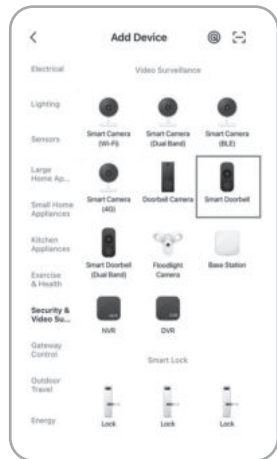 Add Device
Electrical
Video Surveillance
Lighting
Sensors
Smart Camera
(Wi-Fi)
Smart Camera
(Dual Band)
Smart Camera
(BLE)
Large
Home Ap...
Small Home
Appliances
Smart Camera
(4G)
Doorbell Camera
Smart Doorbell
Kitchen
Appliances
Exercise
& Health
Smart Doorbell
(Dual Band)
Floodlight
Camera
Base Station
Security &
Video Su...
NVR
DVR
Gateway
Control
Smart Lock
Outdoor
Travel
Energy
Lock
Lock
Lock